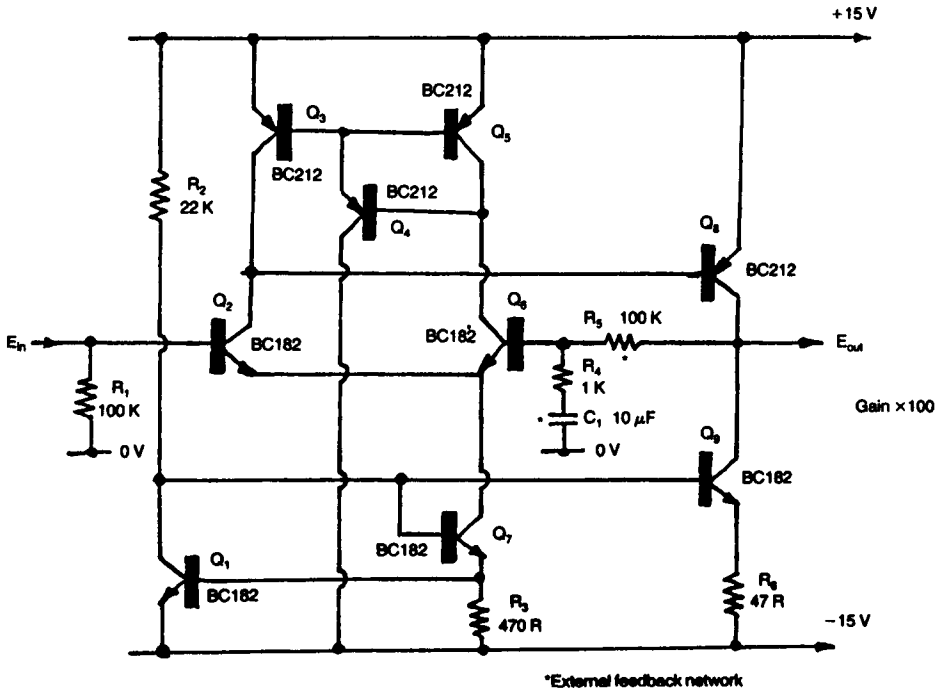 +15 V
BC212
Q₃
Q₅
BC212
BC212
R₂
22 K
Q₄
Q₈
BC212
Q₂
Q₆
R₅ 100 K
Eᵢₙ
BC182
BC182
*
Eₒᵤₜ
R₄
1 K
R₁
100 K
* C₁ 10 μF
Gain ×100
0 V
0 V
Q₉
BC182
Q₇
BC182
Q₁
BC182
R₃
470 R
R₆
47 R
−15 V
*External feedback network